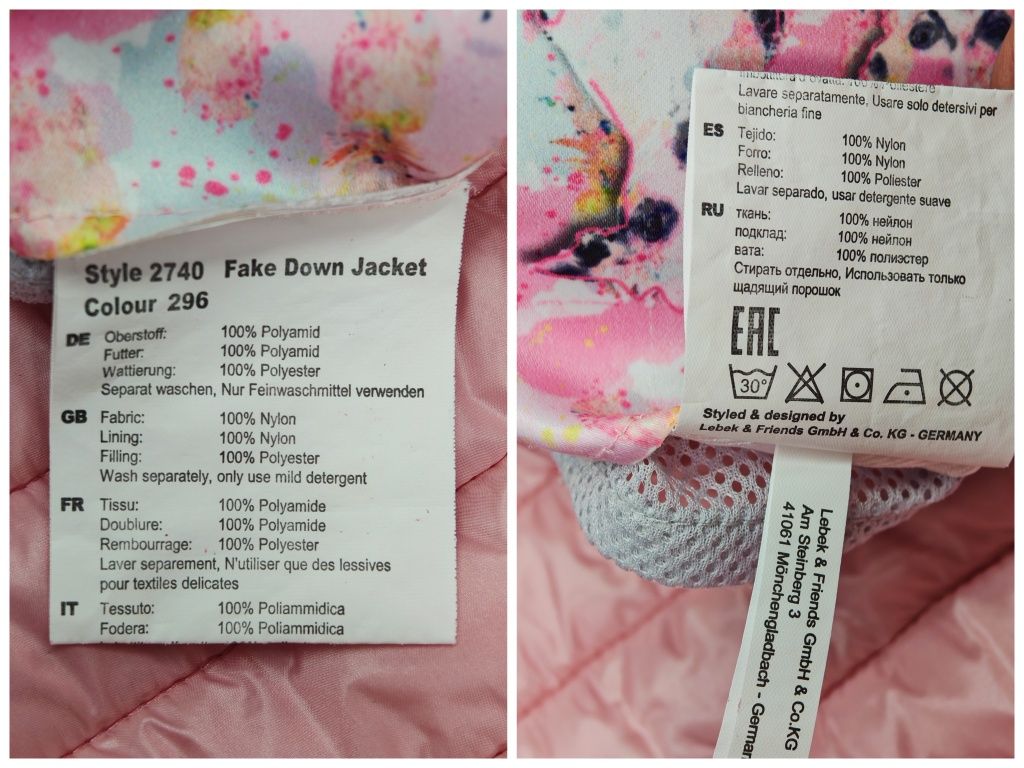 Style 2740 Fake Down Jacket
Colour 296
DE Oberstoff: 100% Polyamid
Futter: 100% Polyamid
Wattierung: 100% Polyester
Separat waschen, Nur Feinwaschmittel verwenden
GB Fabric: 100% Nylon
Lining: 100% Nylon
Filling: 100% Polyester
Wash separately, only use mild detergent
FR Tissu: 100% Polyamide
Doublure: 100% Polyamide
Rembourrage: 100% Polyester
Laver separement, N'utiliser que des lessives
pour textiles delicates
IT Tessuto: 100% Poliammidica
Fodera: 100% Poliammidica
Lavare separatamente, Usare solo detersivi per
biancheria fine
ES Tejido: 100% Nylon
Forro: 100% Nylon
Relleno: 100% Poliester
Lavar separado, usar detergente suave
RU ткань: 100% нейлон
подклад: 100% нейлон
вата: 100% полиэстер
Стирать отдельно, Использовать только
щадящий порошок
EAC
30°
Styled & designed by
Lebek & Friends GmbH & Co. KG - GERMANY
Lebek & Friends GmbH & Co.KG
Am Steinberg 3
41061 Mönchengladbach -